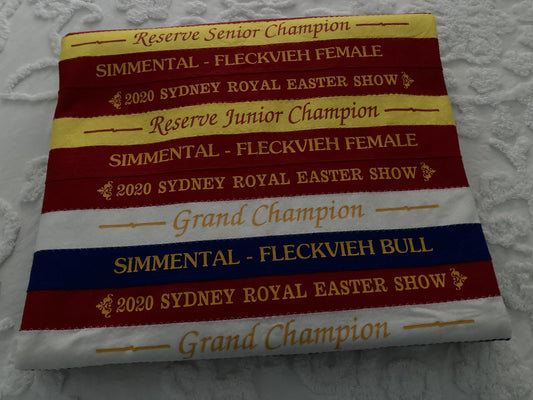 Reserve Senior Champion
SIMMENTAL - FLECKVIEH FEMALE
2020 SYDNEY ROYAL EASTER SHOW
Reserve Junior Champion
SIMMENTAL - FLECKVIEH FEMALE
2020 SYDNEY ROYAL EASTER SHOW
Grand Champion
SIMMENTAL - FLECKVIEH BULL
2020 SYDNEY ROYAL EASTER SHOW
Grand Champion